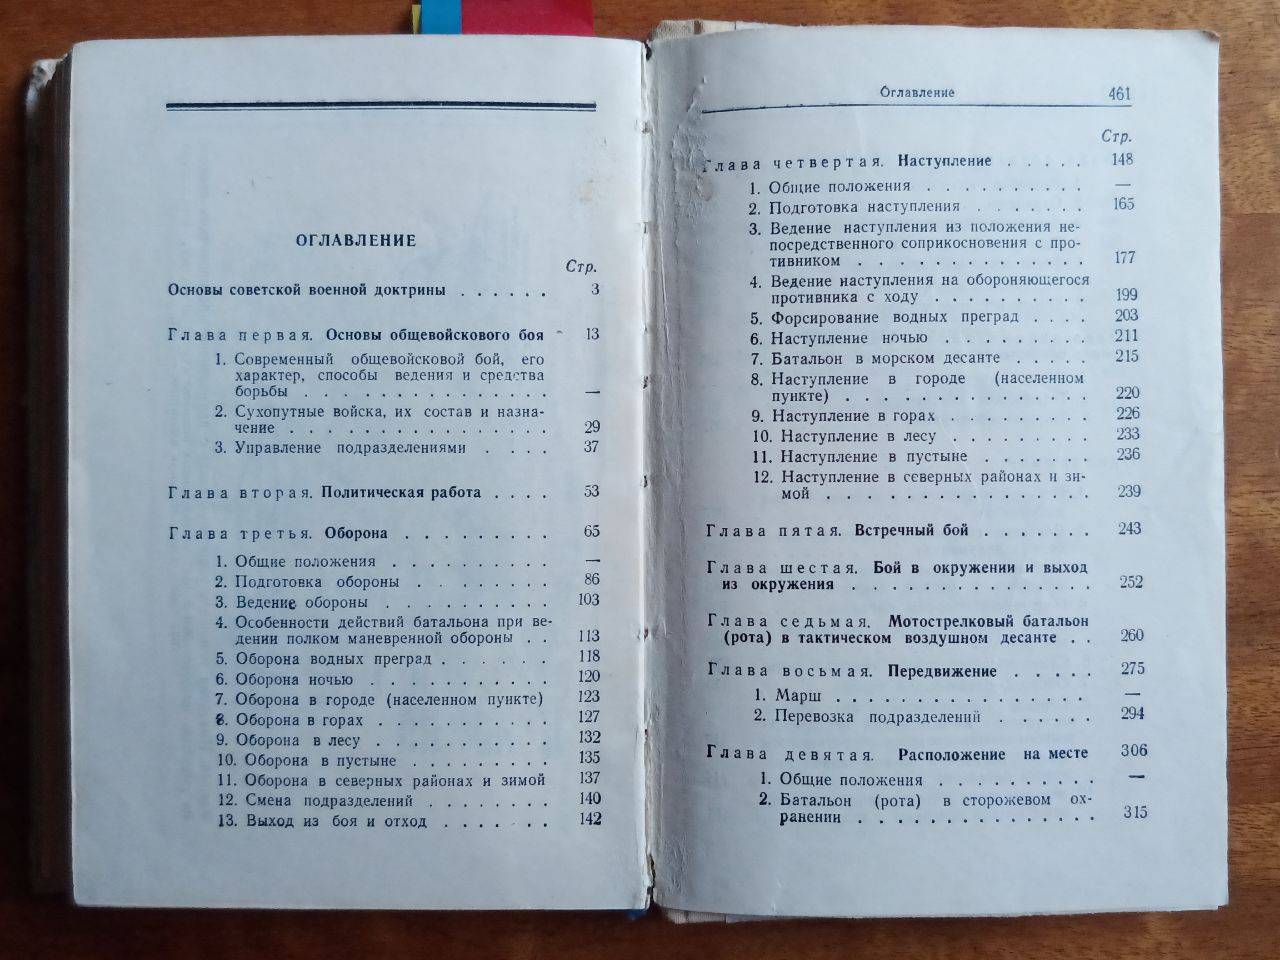 ОГЛАВЛЕНИЕ
Стр.
Основы советской военной доктрины . . . . . . 3
Глава первая. Основы общевойскового боя 13
1. Современный общевойсковой бой, его
характер, способы ведения и средства
борьбы . . . . . . . . . . . . . . —
2. Сухопутные войска, их состав и назна-
чение . . . . . . . . . . . . . . . 29
3. Управление подразделениями . . . . 37
Глава вторая. Политическая работа . . . . 53
Глава третья. Оборона . . . . . . . . . 65
1. Общие положения . . . . . . . . . . —
2. Подготовка обороны . . . . . . . . 86
3. Ведение обороны . . . . . . . . . . 103
4. Особенности действий батальона при ве-
дении полком маневренной обороны . . 113
5. Оборона водных преград . . . . . . 118
6. Оборона ночью . . . . . . . . . . . 120
7. Оборона в городе (населенном пункте) 123
8. Оборона в горах . . . . . . . . . . . 127
9. Оборона в лесу . . . . . . . . . . . 132
10. Оборона в пустыне . . . . . . . . . 135
11. Оборона в северных районах и зимой 137
12. Смена подразделений . . . . . . . . 140
13. Выход из боя и отход . . . . . . . 142
Оглавление 461
Стр.
Глава четвертая. Наступление . . . . . 148
1. Общие положения . . . . . . . . . . —
2. Подготовка наступления . . . . . . . 165
3. Ведение наступления из положения не-
посредственного соприкосновения с про-
тивником . . . . . . . . . . . . . 177
4. Ведение наступления на обороняющегося
противника с ходу . . . . . . . . . . 199
5. Форсирование водных преград . . . . 203
6. Наступление ночью . . . . . . . . . 211
7. Батальон в морском десанте . . . . . 215
8. Наступление в городе (населенном
пункте) . . . . . . . . . . . . . . . 220
9. Наступление в горах . . . . . . . . . 226
10. Наступление в лесу . . . . . . . . . 233
11. Наступление в пустыне . . . . . . . . 236
12. Наступление в северных районах и зи-
мой . . . . . . . . . . . . . . . . 239
Глава пятая. Встречный бой . . . . . . . 243
Глава шестая. Бой в окружении и выход
из окружения . . . . . . . . . . . . . . 252
Глава седьмая. Мотострелковый батальон
(рота) в тактическом воздушном десанте . . 260
Глава восьмая. Передвижение . . . . . 275
1. Марш . . . . . . . . . . . . . . . . —
2. Перевозка подразделений . . . . . . 294
Глава девятая. Расположение на месте 306
1. Общие положения . . . . . . . . . . —
2. Батальон (рота) в сторожевом ох-
ранении . . . . . . . . . . . . . . 315